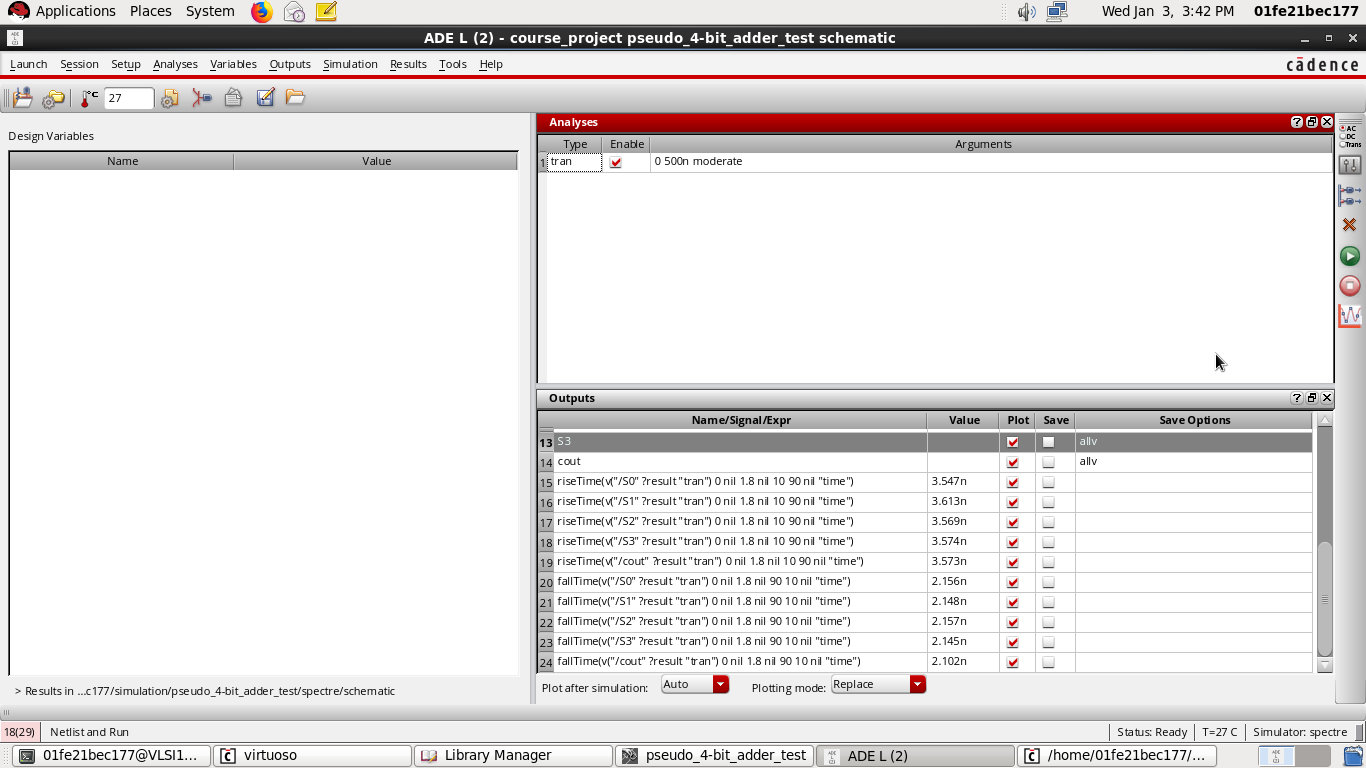 Applications Places System Wed Jan 3, 3:42 PM 01fe21bec177
ADE L (2) - course_project pseudo_4-bit_adder_test schematic
Launch Session Setup Analyses Variables Outputs Simulation Results Tools Help cādence
°C 27
Design Variables
Name Value
> Results in ...c177/simulation/pseudo_4-bit_adder_test/spectre/schematic
Analyses
Type Enable Arguments
1 tran 0 500n moderate
AC
DC
Trans
Outputs
Name/Signal/Expr Value Plot Save Save Options
13 S3 allv
14 cout allv
15 riseTime(v("/S0" ?result "tran") 0 nil 1.8 nil 10 90 nil "time") 3.547n
16 riseTime(v("/S1" ?result "tran") 0 nil 1.8 nil 10 90 nil "time") 3.613n
17 riseTime(v("/S2" ?result "tran") 0 nil 1.8 nil 10 90 nil "time") 3.569n
18 riseTime(v("/S3" ?result "tran") 0 nil 1.8 nil 10 90 nil "time") 3.574n
19 riseTime(v("/cout" ?result "tran") 0 nil 1.8 nil 10 90 nil "time") 3.573n
20 fallTime(v("/S0" ?result "tran") 0 nil 1.8 nil 90 10 nil "time") 2.156n
21 fallTime(v("/S1" ?result "tran") 0 nil 1.8 nil 90 10 nil "time") 2.148n
22 fallTime(v("/S2" ?result "tran") 0 nil 1.8 nil 90 10 nil "time") 2.157n
23 fallTime(v("/S3" ?result "tran") 0 nil 1.8 nil 90 10 nil "time") 2.145n
24 fallTime(v("/cout" ?result "tran") 0 nil 1.8 nil 90 10 nil "time") 2.102n
Plot after simulation: Auto Plotting mode: Replace
18(29) Netlist and Run Status: Ready T=27 C Simulator: spectre
01fe21bec177@VLSI1... virtuoso Library Manager pseudo_4-bit_adder_test ADE L (2) /home/01fe21bec177/...